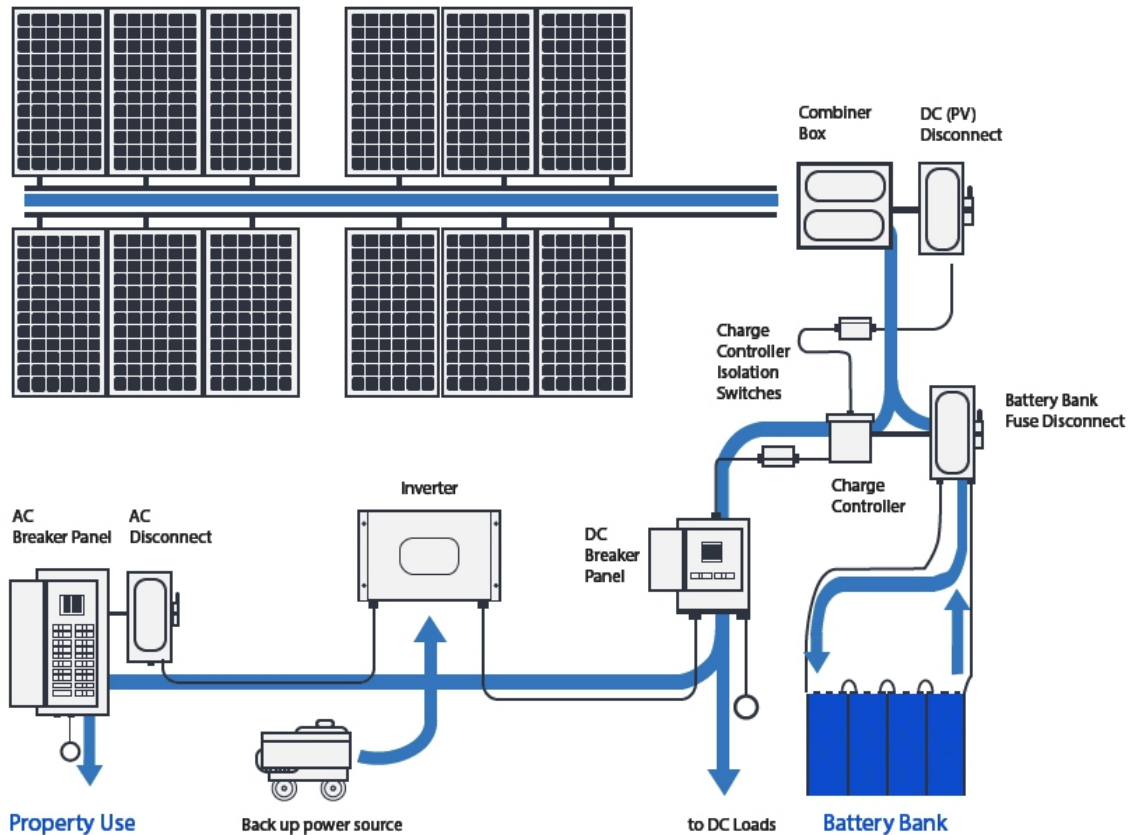 Combiner
Box
DC (PV)
Disconnect
Charge
Controller
Isolation
Switches
Battery Bank
Fuse Disconnect
Charge
Controller
Inverter
AC
Breaker Panel
AC
Disconnect
DC
Breaker
Panel
Property Use
Back up power source
to DC Loads
Battery Bank